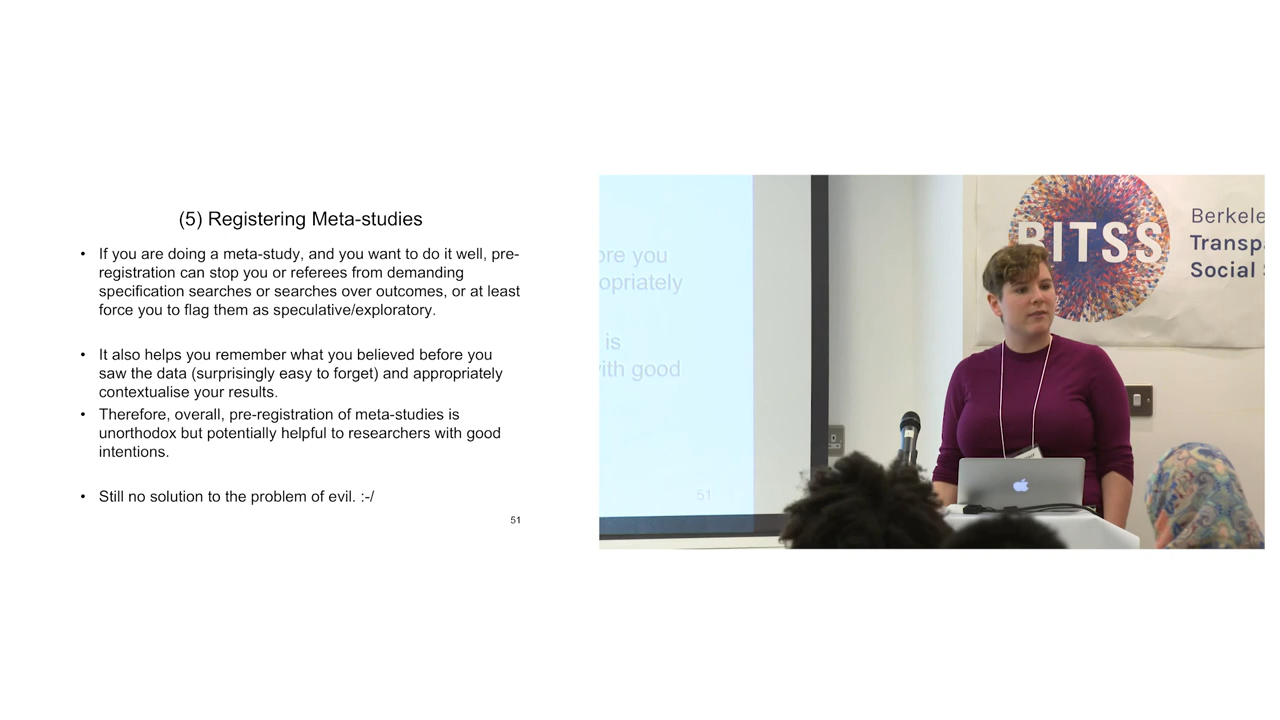 (5) Registering Meta-studies
• If you are doing a meta-study, and you want to do it well, pre-
registration can stop you or referees from demanding
specification searches or searches over outcomes, or at least
force you to flag them as speculative/exploratory.
• It also helps you remember what you believed before you
saw the data (surprisingly easy to forget) and appropriately
contextualise your results.
• Therefore, overall, pre-registration of meta-studies is
unorthodox but potentially helpful to researchers with good
intentions.
• Still no solution to the problem of evil. :-/
51
ore you
opriately
is
ith good
51
BITSS
Berkele
Transpa
Social